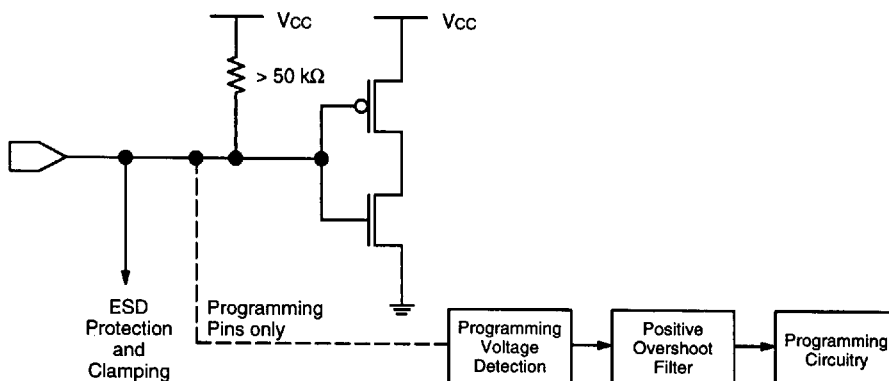 Vcc
Vcc
> 50 kΩ
ESD
Protection
and
Clamping
Programming
Pins only
Programming
Voltage
Detection
Positive
Overshoot
Filter
Programming
Circuitry